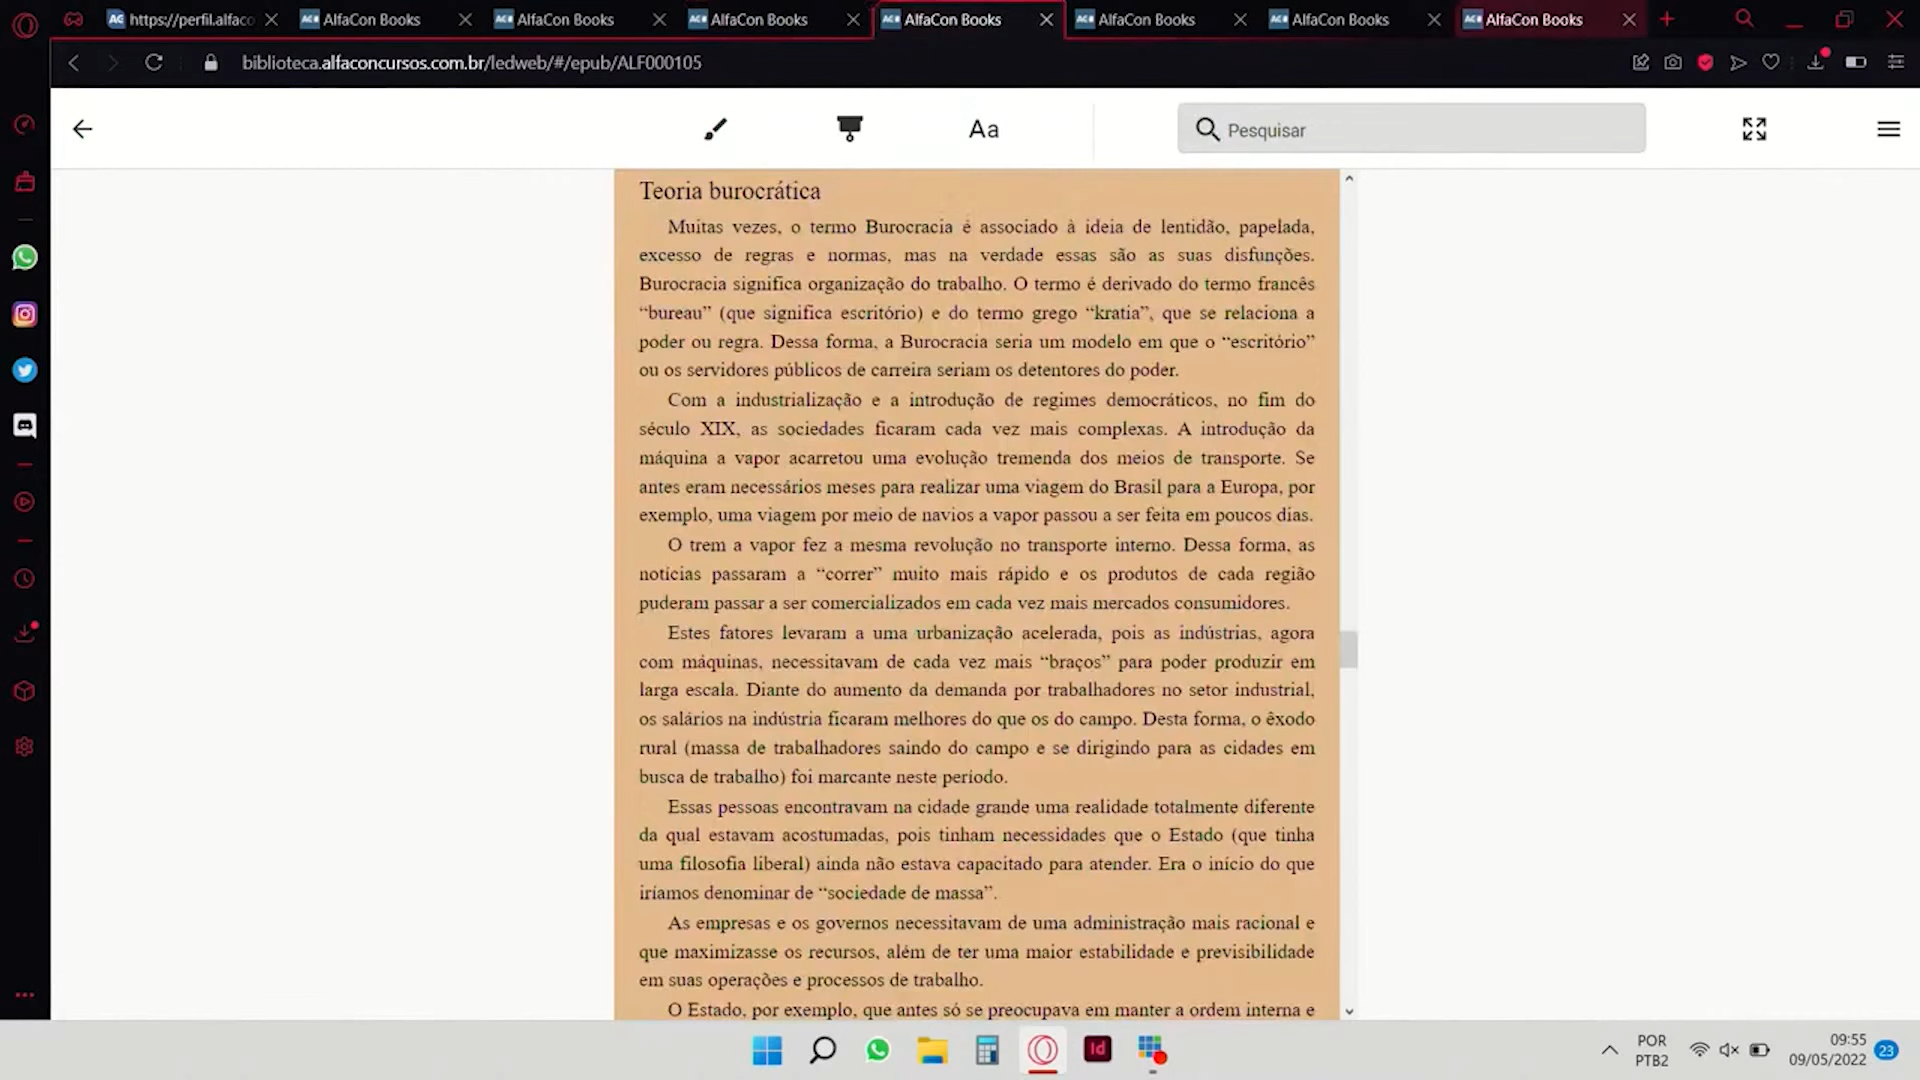 https://perfil.alfaco
AlfaCon Books
AlfaCon Books
AlfaCon Books
AlfaCon Books
AlfaCon Books
AlfaCon Books
AlfaCon Books
biblioteca.alfaconcursos.com.br/ledweb/#/epub/ALF000105
Aa
Pesquisar
Teoria burocrática
Muitas vezes, o termo Burocracia é associado à ideia de lentidão, papelada,
excesso de regras e normas, mas na verdade essas são as suas disfunções.
Burocracia significa organização do trabalho. O termo é derivado do termo francês
“bureau” (que significa escritório) e do termo grego “kratia”, que se relaciona a
poder ou regra. Dessa forma, a Burocracia seria um modelo em que o “escritório”
ou os servidores públicos de carreira seriam os detentores do poder.
Com a industrialização e a introdução de regimes democráticos, no fim do
século XIX, as sociedades ficaram cada vez mais complexas. A introdução da
máquina a vapor acarretou uma evolução tremenda dos meios de transporte. Se
antes eram necessários meses para realizar uma viagem do Brasil para a Europa, por
exemplo, uma viagem por meio de navios a vapor passou a ser feita em poucos dias.
O trem a vapor fez a mesma revolução no transporte interno. Dessa forma, as
notícias passaram a “correr” muito mais rápido e os produtos de cada região
puderam passar a ser comercializados em cada vez mais mercados consumidores.
Estes fatores levaram a uma urbanização acelerada, pois as indústrias, agora
com máquinas, necessitavam de cada vez mais “braços” para poder produzir em
larga escala. Diante do aumento da demanda por trabalhadores no setor industrial,
os salários na indústria ficaram melhores do que os do campo. Desta forma, o êxodo
rural (massa de trabalhadores saindo do campo e se dirigindo para as cidades em
busca de trabalho) foi marcante neste período.
Essas pessoas encontravam na cidade grande uma realidade totalmente diferente
da qual estavam acostumadas, pois tinham necessidades que o Estado (que tinha
uma filosofia liberal) ainda não estava capacitado para atender. Era o início do que
iríamos denominar de “sociedade de massa”.
As empresas e os governos necessitavam de uma administração mais racional e
que maximizasse os recursos, além de ter uma maior estabilidade e previsibilidade
em suas operações e processos de trabalho.
O Estado, por exemplo, que antes só se preocupava em manter a ordem interna e
Id
POR
PTB2
09:55
09/05/2022
23